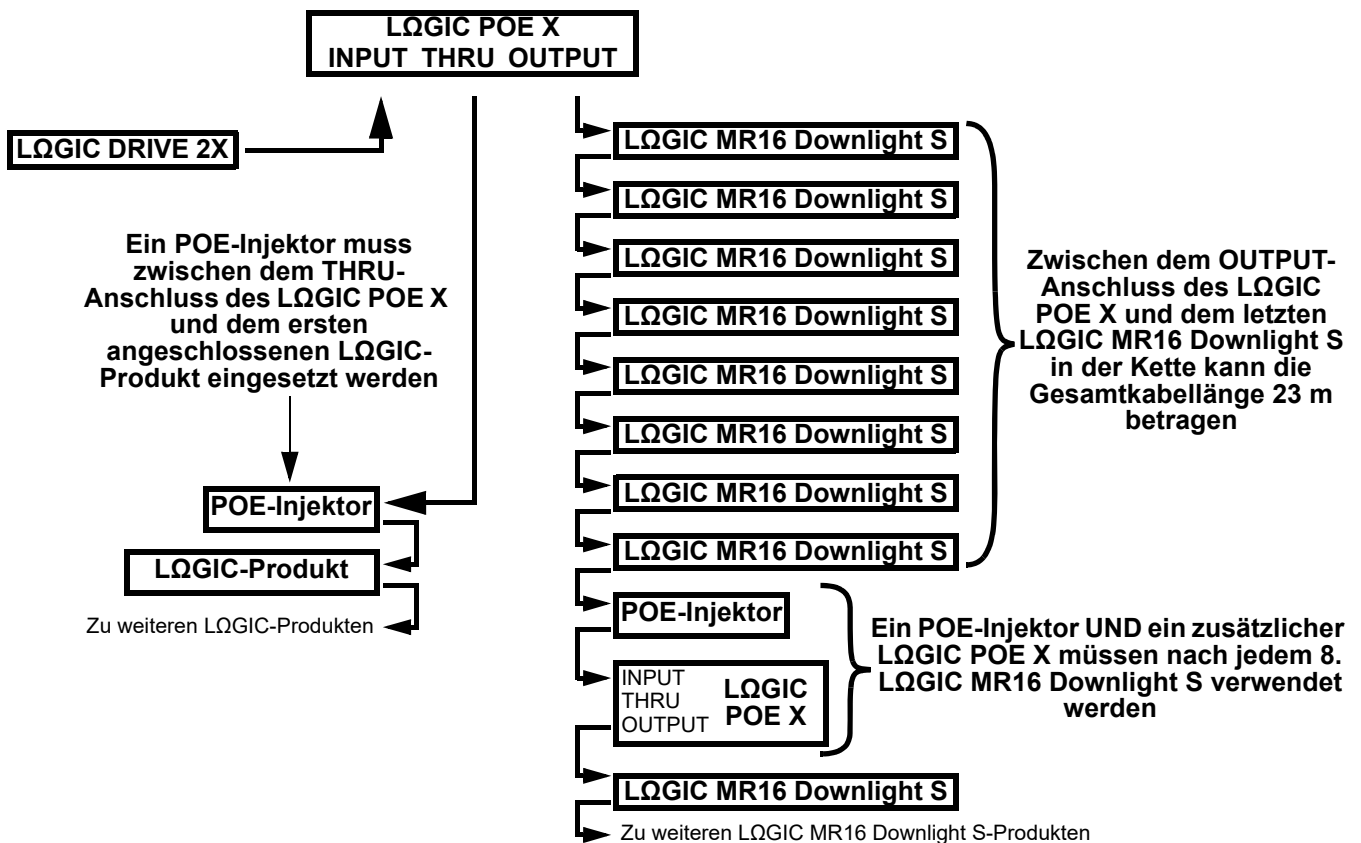 LΩGIC POE X
INPUT THRU OUTPUT
LΩGIC DRIVE 2X
Ein POE-Injektor muss
zwischen dem THRU-
Anschluss des LΩGIC POE X
und dem ersten
angeschlossenen LΩGIC-
Produkt eingesetzt werden
POE-Injektor
LΩGIC-Produkt
Zu weiteren LΩGIC-Produkten
LΩGIC MR16 Downlight S
LΩGIC MR16 Downlight S
LΩGIC MR16 Downlight S
LΩGIC MR16 Downlight S
LΩGIC MR16 Downlight S
LΩGIC MR16 Downlight S
LΩGIC MR16 Downlight S
LΩGIC MR16 Downlight S
Zwischen dem OUTPUT-
Anschluss des LΩGIC
POE X und dem letzten
LΩGIC MR16 Downlight S
in der Kette kann die
Gesamtkabellänge 23 m
betragen
POE-Injektor
INPUT
THRU
OUTPUT
LΩGIC
POE X
Ein POE-Injektor UND ein zusätzlicher
LΩGIC POE X müssen nach jedem 8.
LΩGIC MR16 Downlight S verwendet
werden
LΩGIC MR16 Downlight S
Zu weiteren LΩGIC MR16 Downlight S-Produkten